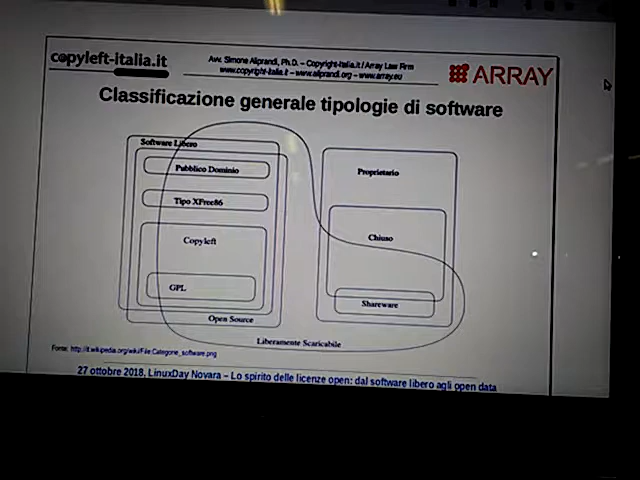 copyleft-italia.it
Avv. Simone Aliprandi, Ph.D. – Copyright-Italia.it / Array Law Firm
www.copyright-italia.it – www.aliprandi.org – www.array.eu
ARRAY
Classificazione generale tipologie di software
Software Libero
Pubblico Dominio
Tipo XFree86
Copyleft
GPL
Open Source
Proprietario
Chiuso
Shareware
Liberamente Scaricabile
Fonte: http://it.wikipedia.org/wiki/File:Categorie_software.png
27 ottobre 2018, LinuxDay Novara – Lo spirito delle licenze open: dal software libero agli open data